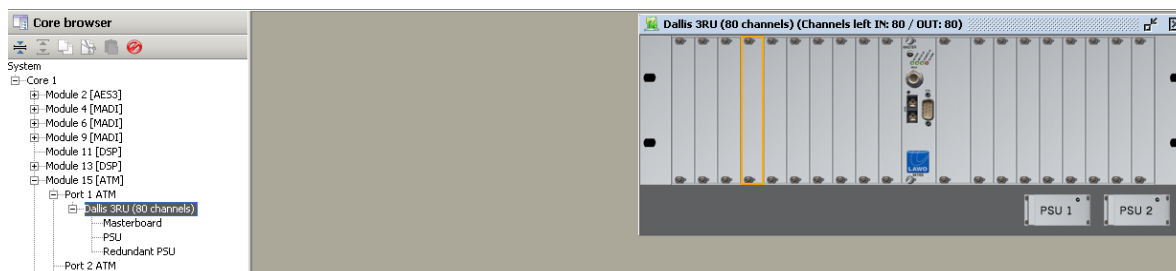 Core browser
System
Core 1
Module 2 [AES3]
Module 4 [MADI]
Module 6 [MADI]
Module 9 [MADI]
Module 11 [DSP]
Module 13 [DSP]
Module 15 [ATM]
Port 1 ATM
Dallis 3RU (80 channels)
Masterboard
PSU
Redundant PSU
Port 2 ATM
Dallis 3RU (80 channels) (Channels left IN: 80 / OUT: 80)
MASTER
LAWO
PSU 1
PSU 2